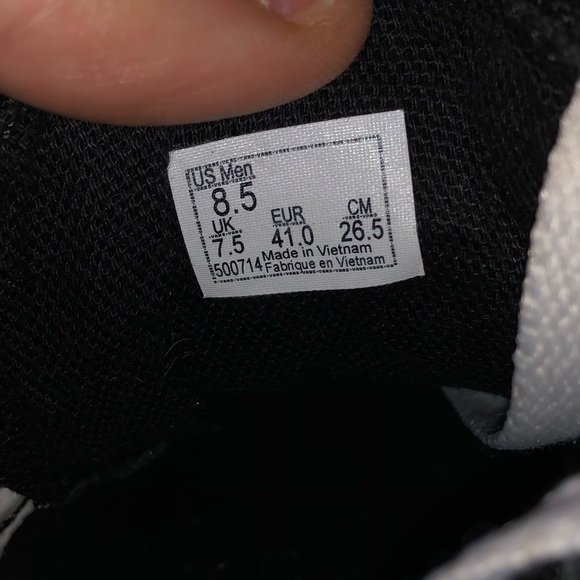 US Men
8.5
UK EUR CM
7.5 41.0 26.5
500714 Made in Vietnam
Fabrique en Vietnam